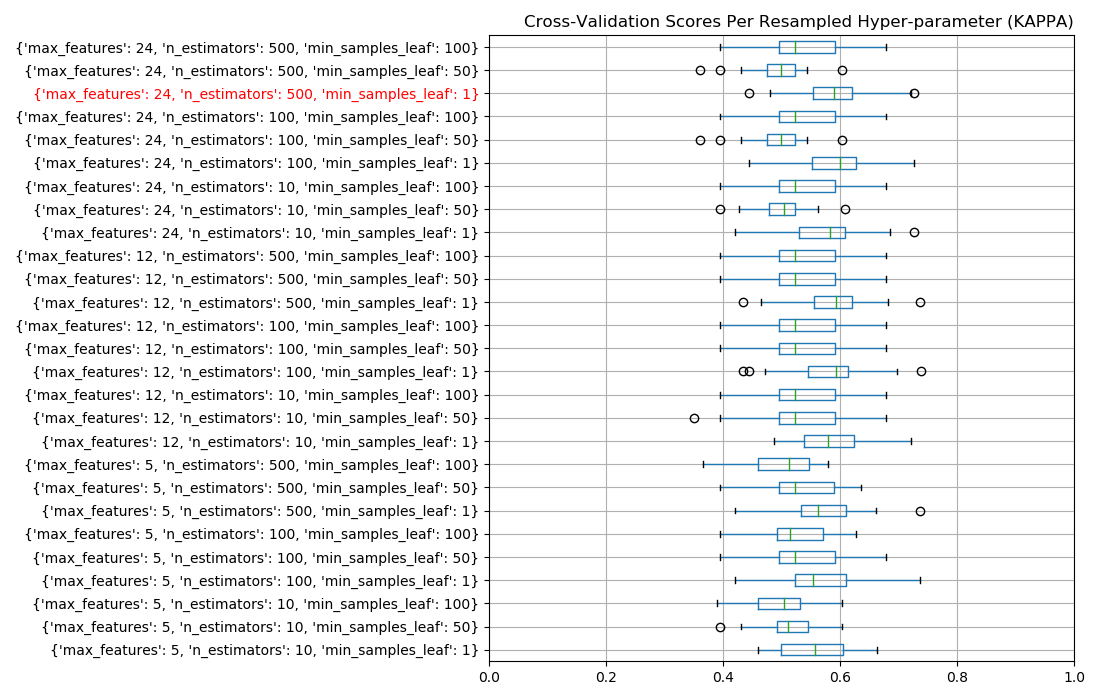 Cross-Validation Scores Per Resampled Hyper-parameter (KAPPA)
{'max_features': 24, 'n_estimators': 500, 'min_samples_leaf': 100}
{'max_features': 24, 'n_estimators': 500, 'min_samples_leaf': 50}
{'max_features': 24, 'n_estimators': 500, 'min_samples_leaf': 1}
{'max_features': 24, 'n_estimators': 100, 'min_samples_leaf': 100}
{'max_features': 24, 'n_estimators': 100, 'min_samples_leaf': 50}
{'max_features': 24, 'n_estimators': 100, 'min_samples_leaf': 1}
{'max_features': 24, 'n_estimators': 10, 'min_samples_leaf': 100}
{'max_features': 24, 'n_estimators': 10, 'min_samples_leaf': 50}
{'max_features': 24, 'n_estimators': 10, 'min_samples_leaf': 1}
{'max_features': 12, 'n_estimators': 500, 'min_samples_leaf': 100}
{'max_features': 12, 'n_estimators': 500, 'min_samples_leaf': 50}
{'max_features': 12, 'n_estimators': 500, 'min_samples_leaf': 1}
{'max_features': 12, 'n_estimators': 100, 'min_samples_leaf': 100}
{'max_features': 12, 'n_estimators': 100, 'min_samples_leaf': 50}
{'max_features': 12, 'n_estimators': 100, 'min_samples_leaf': 1}
{'max_features': 12, 'n_estimators': 10, 'min_samples_leaf': 100}
{'max_features': 12, 'n_estimators': 10, 'min_samples_leaf': 50}
{'max_features': 12, 'n_estimators': 10, 'min_samples_leaf': 1}
{'max_features': 5, 'n_estimators': 500, 'min_samples_leaf': 100}
{'max_features': 5, 'n_estimators': 500, 'min_samples_leaf': 50}
{'max_features': 5, 'n_estimators': 500, 'min_samples_leaf': 1}
{'max_features': 5, 'n_estimators': 100, 'min_samples_leaf': 100}
{'max_features': 5, 'n_estimators': 100, 'min_samples_leaf': 50}
{'max_features': 5, 'n_estimators': 100, 'min_samples_leaf': 1}
{'max_features': 5, 'n_estimators': 10, 'min_samples_leaf': 100}
{'max_features': 5, 'n_estimators': 10, 'min_samples_leaf': 50}
{'max_features': 5, 'n_estimators': 10, 'min_samples_leaf': 1}
0.0 0.2 0.4 0.6 0.8 1.0